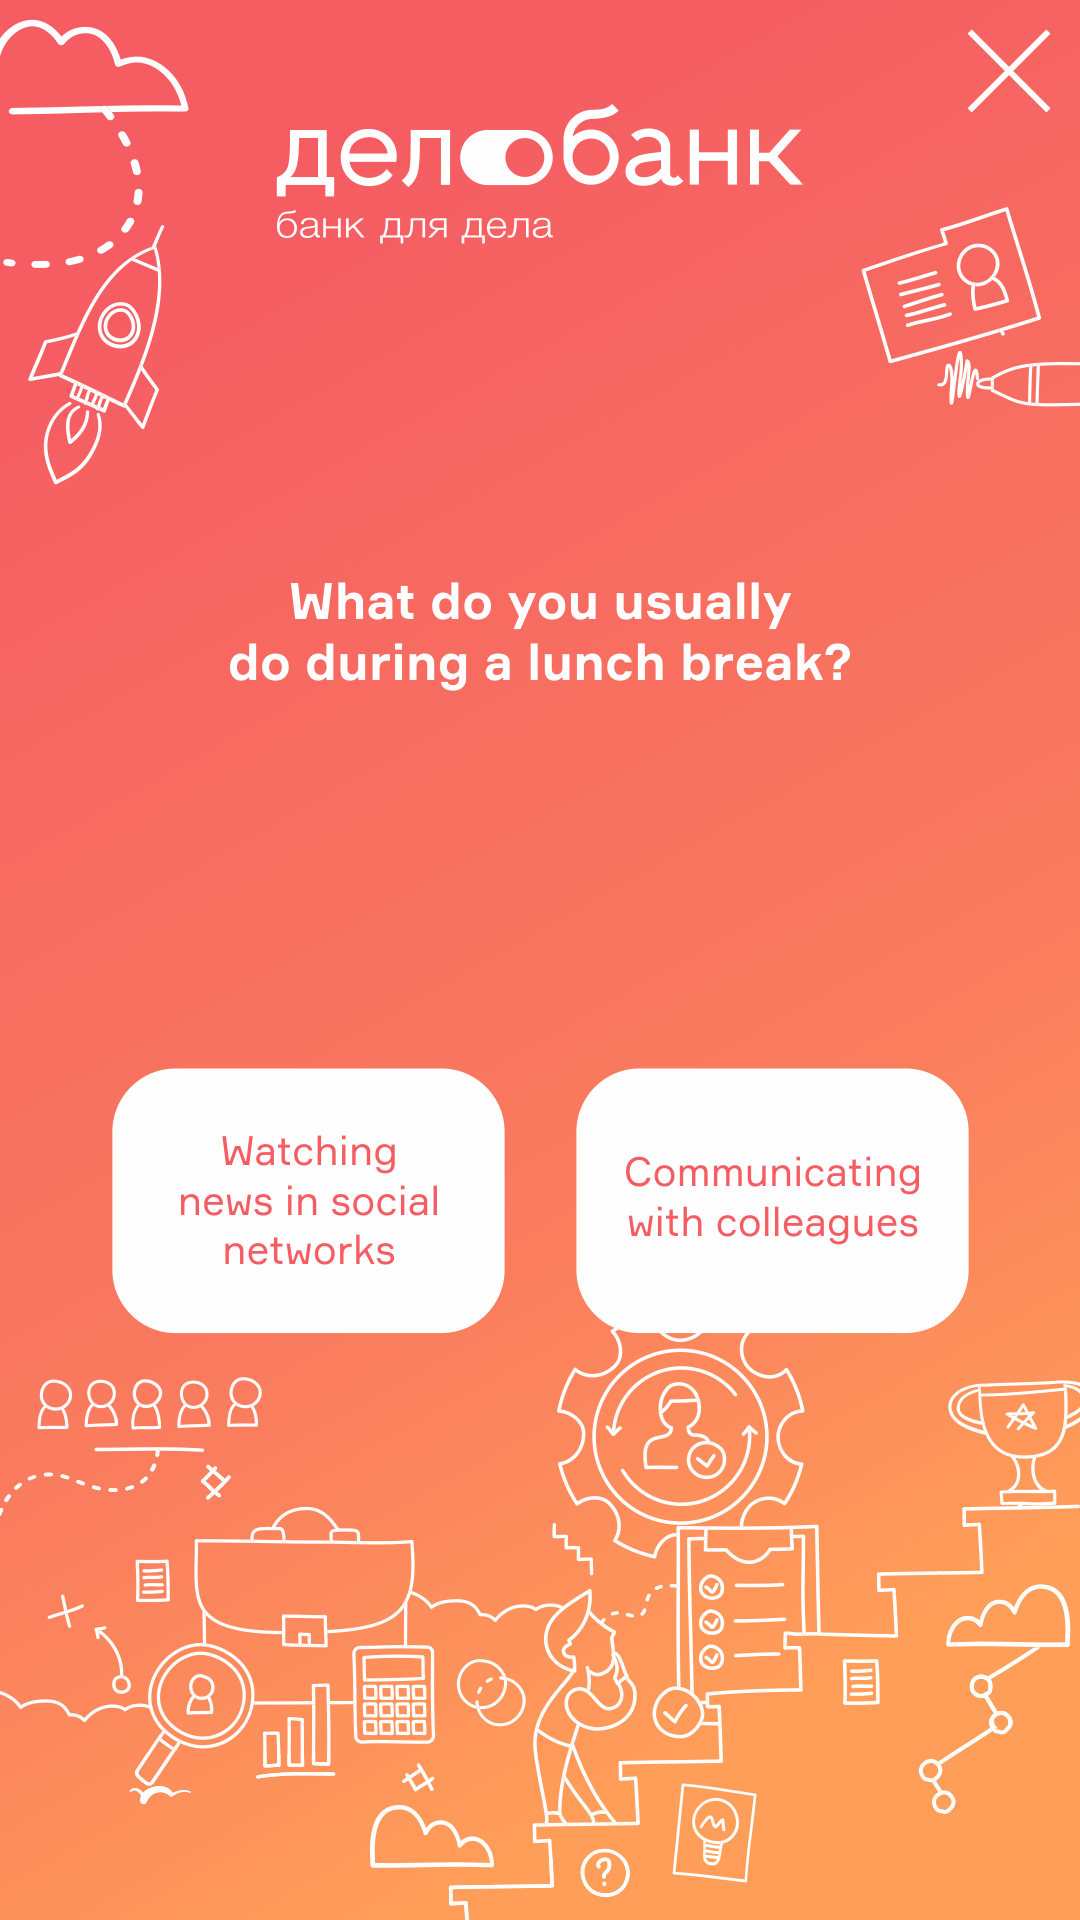 делобанк
банк для дела
What do you usually
do during a lunch break?
Watching
news in social
networks
Communicating
with colleagues
?